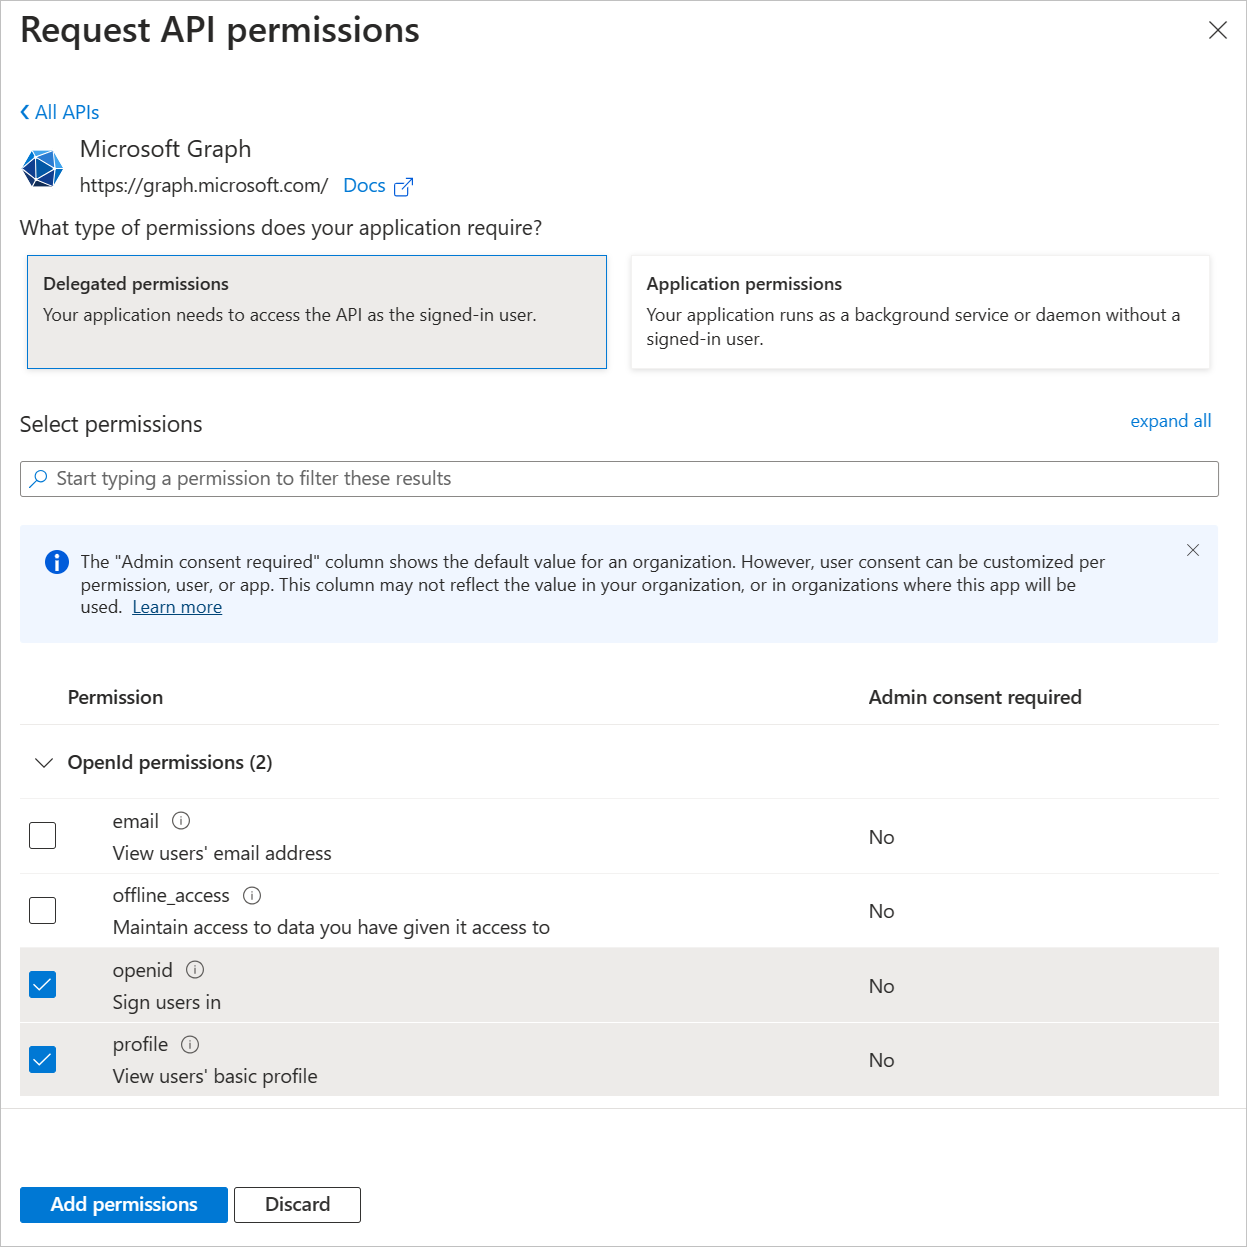 Request API permissions
All APIs
Microsoft Graph
https://graph.microsoft.com/ Docs
What type of permissions does your application require?
Delegated permissions
Your application needs to access the API as the signed-in user.
Application permissions
Your application runs as a background service or daemon without a
signed-in user.
Select permissions
expand all
Start typing a permission to filter these results
The "Admin consent required" column shows the default value for an organization. However, user consent can be customized per
permission, user, or app. This column may not reflect the value in your organization, or in organizations where this app will be
used. Learn more
Permission Admin consent required
OpenId permissions (2)
email
View users' email address
No
offline_access
Maintain access to data you have given it access to
No
openid
Sign users in
No
profile
View users' basic profile
No
Add permissions Discard